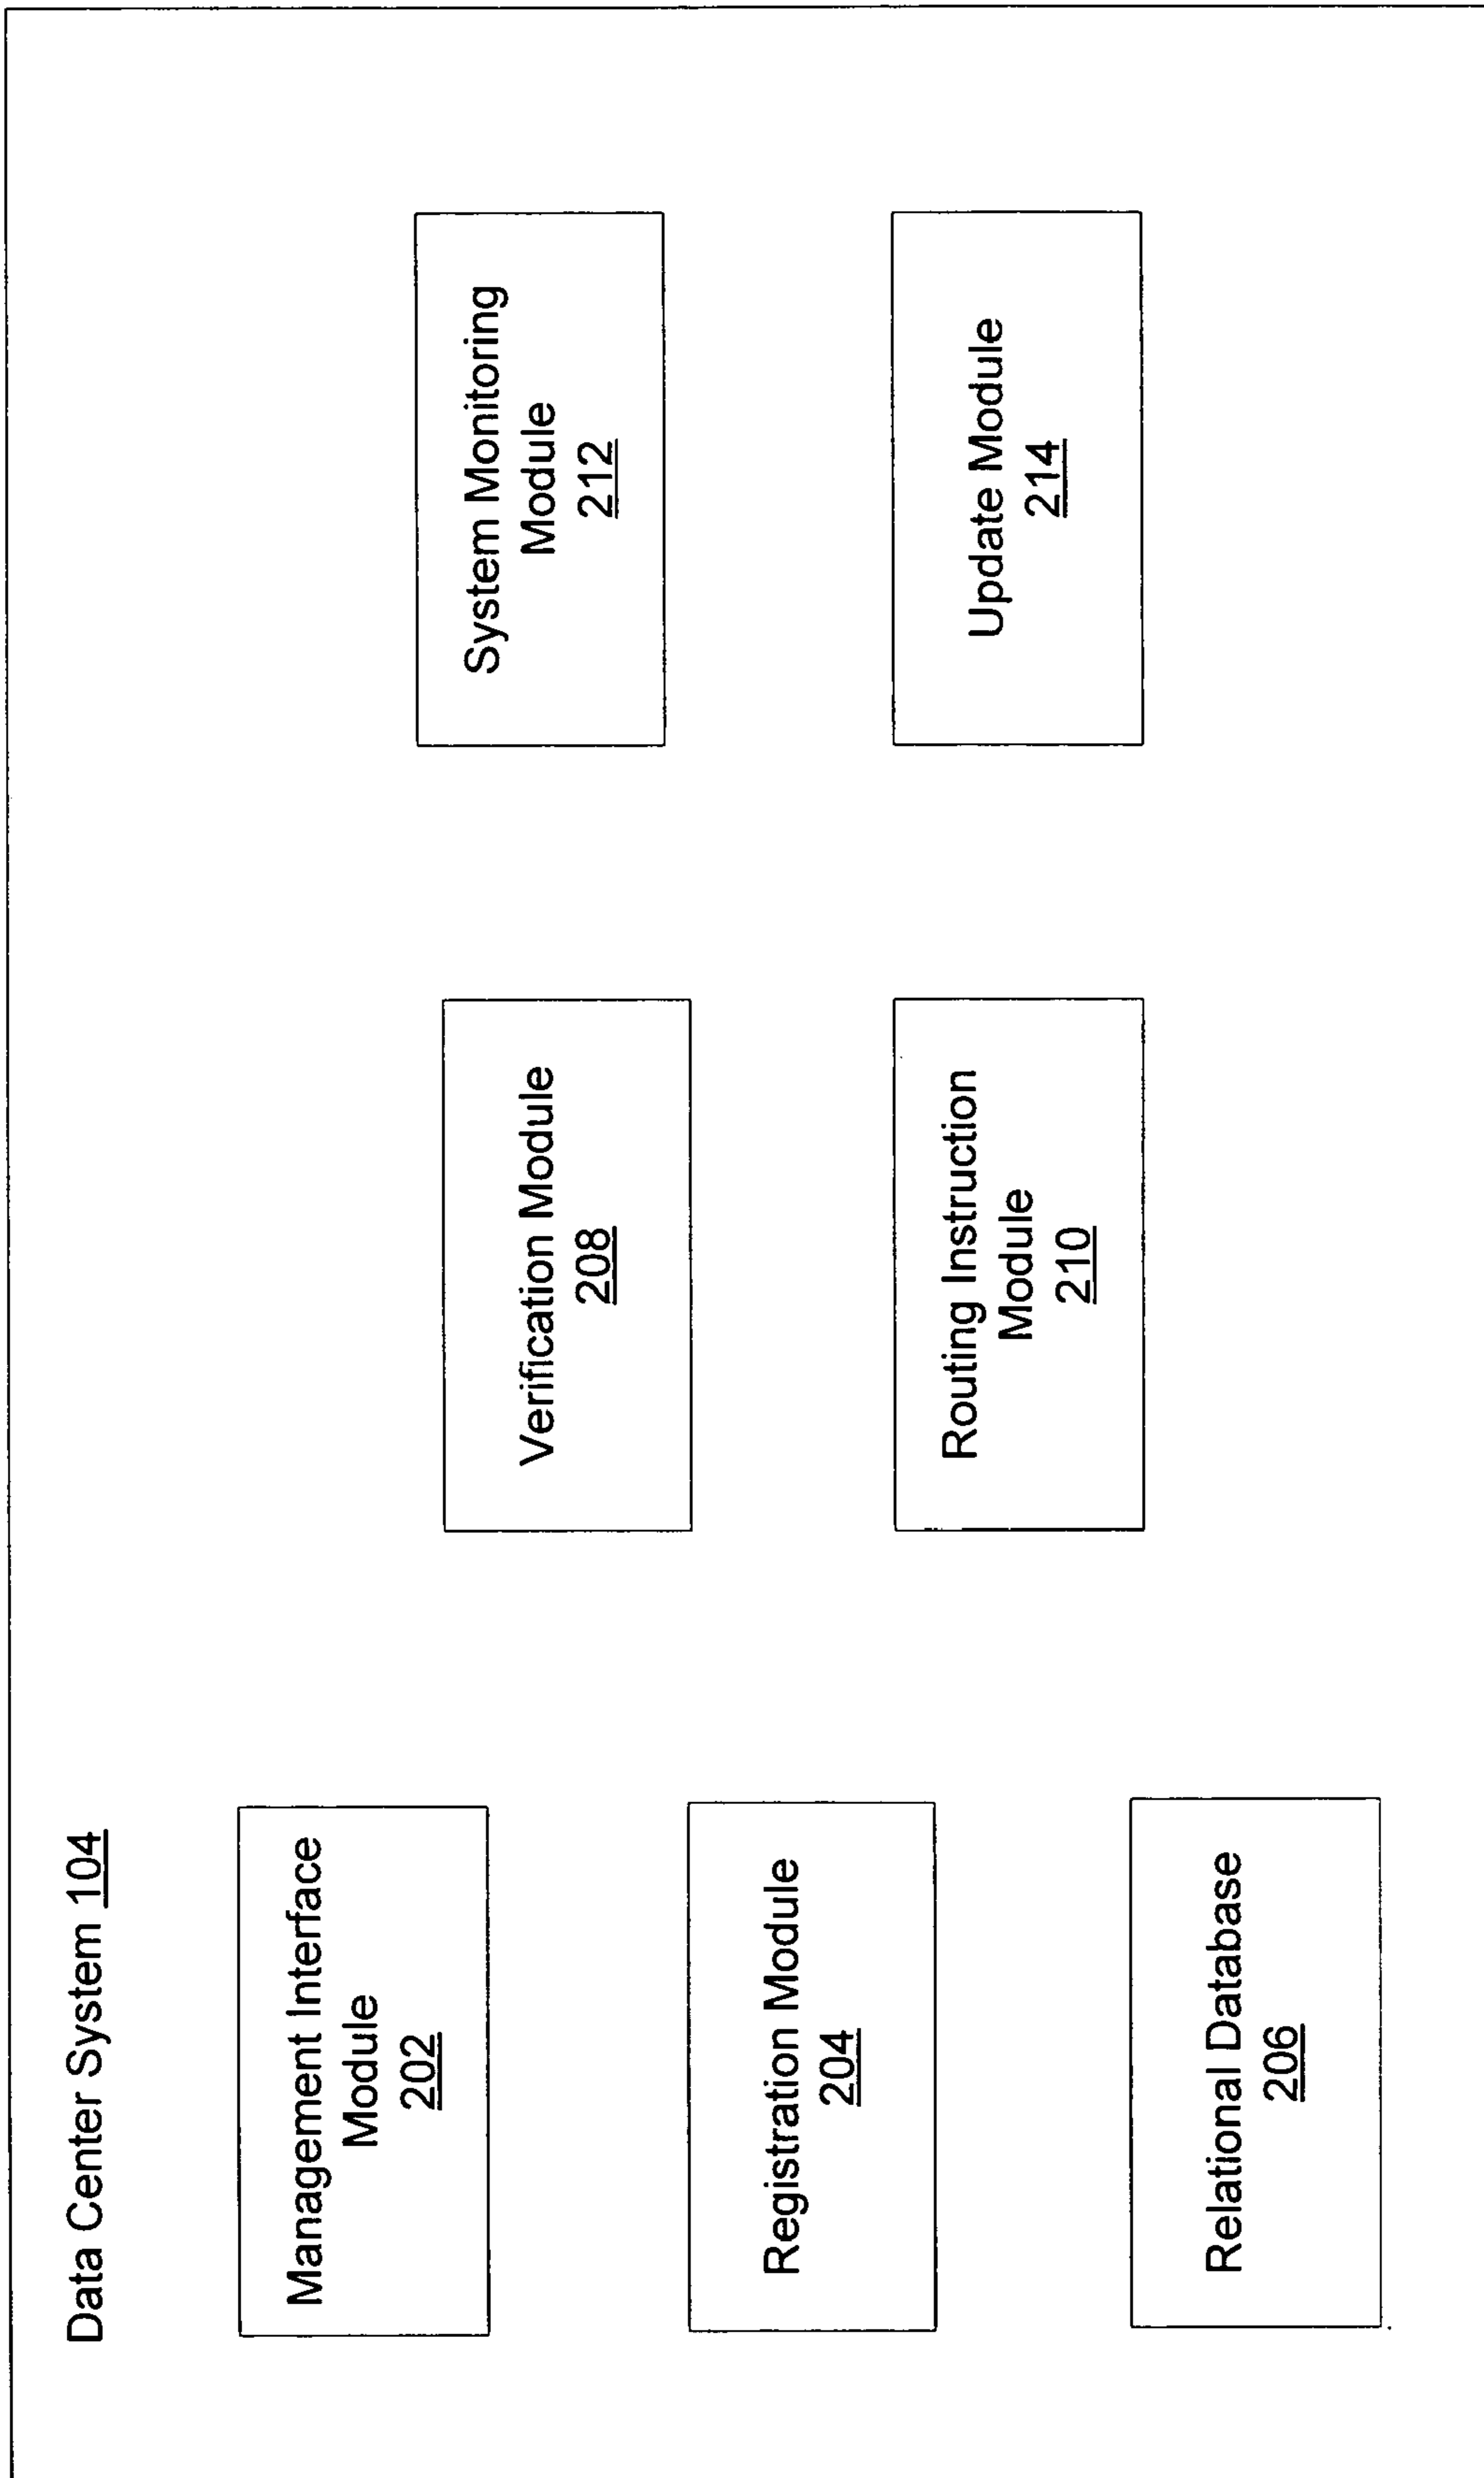 Data Center System 104
Management Interface
Module
202
Registration Module
204
Relational Database
206
Verification Module
208
Routing Instruction
Module
210
System Monitoring
Module
212
Update Module
214